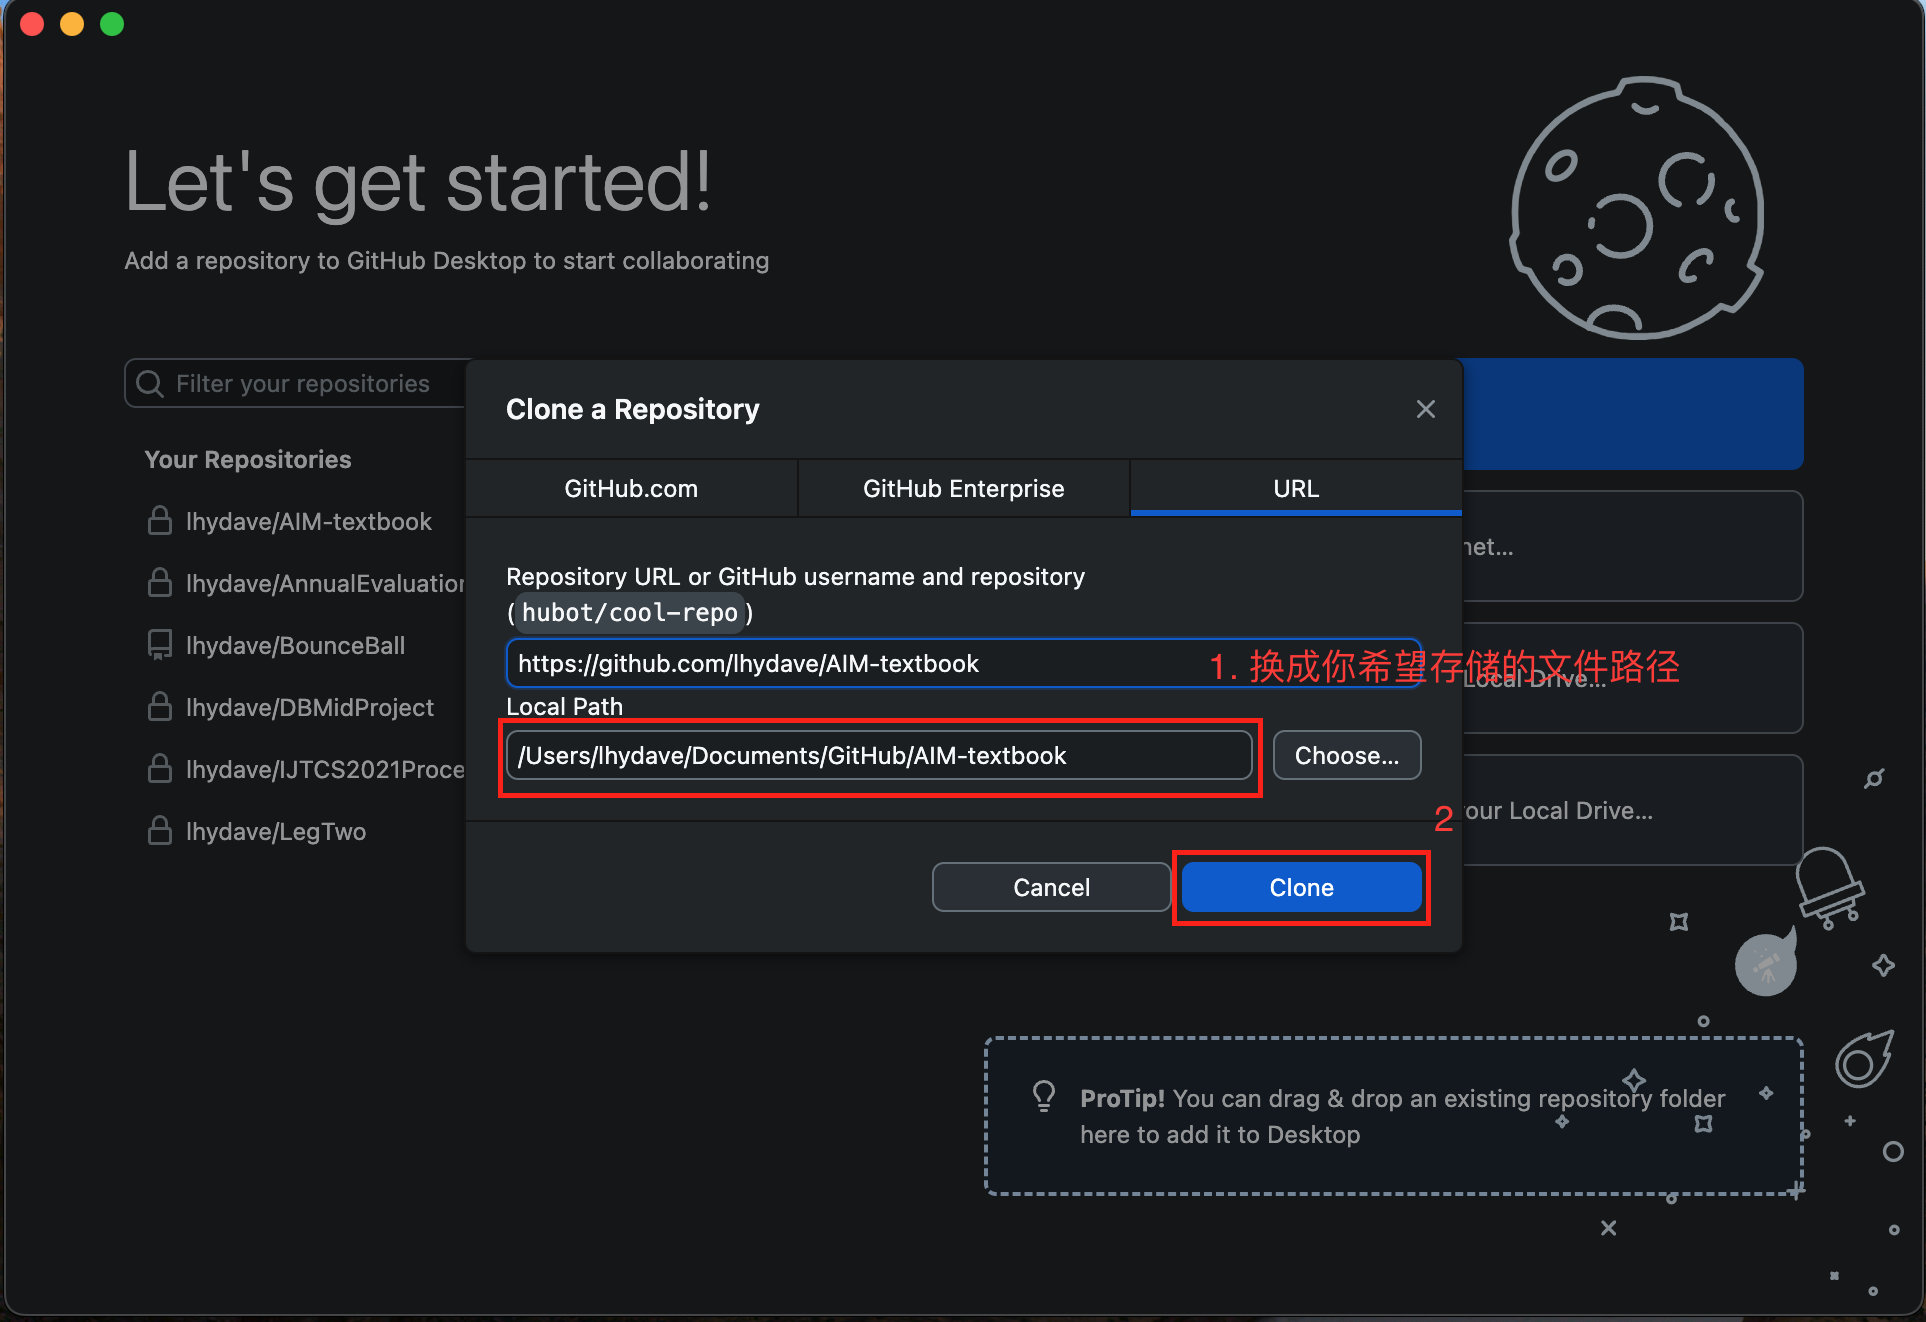 Let's get started!
Add a repository to GitHub Desktop to start collaborating
Filter your repositories
Your Repositories
lhydave/AIM-textbook
lhydave/AnnualEvaluation
lhydave/BounceBall
lhydave/DBMidProject
lhydave/IJTCS2021Proce
lhydave/LegTwo
Clone a Repository
GitHub.com
GitHub Enterprise
URL
Repository URL or GitHub username and repository
(hubot/cool-repo)
https://github.com/lhydave/AIM-textbook
1. 换成你希望存储的文件路径
Local Path
/Users/lhydave/Documents/GitHub/AIM-textbook
Choose...
2
Cancel
Clone
net...
Local Drive...
our Local Drive...
ProTip! You can drag & drop an existing repository folder
here to add it to Desktop